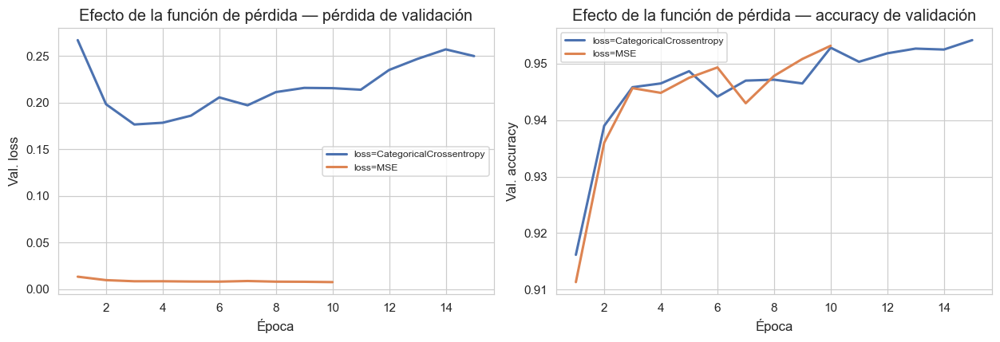 Efecto de la función de pérdida — pérdida de validación
Val. loss
0.25
0.20
0.15
0.10
0.05
0.00
loss=CategoricalCrossentropy
loss=MSE
2 4 6 8 10 12 14
Época
Efecto de la función de pérdida — accuracy de validación
loss=CategoricalCrossentropy
loss=MSE
Val. accuracy
0.95
0.94
0.93
0.92
0.91
2 4 6 8 10 12 14
Época